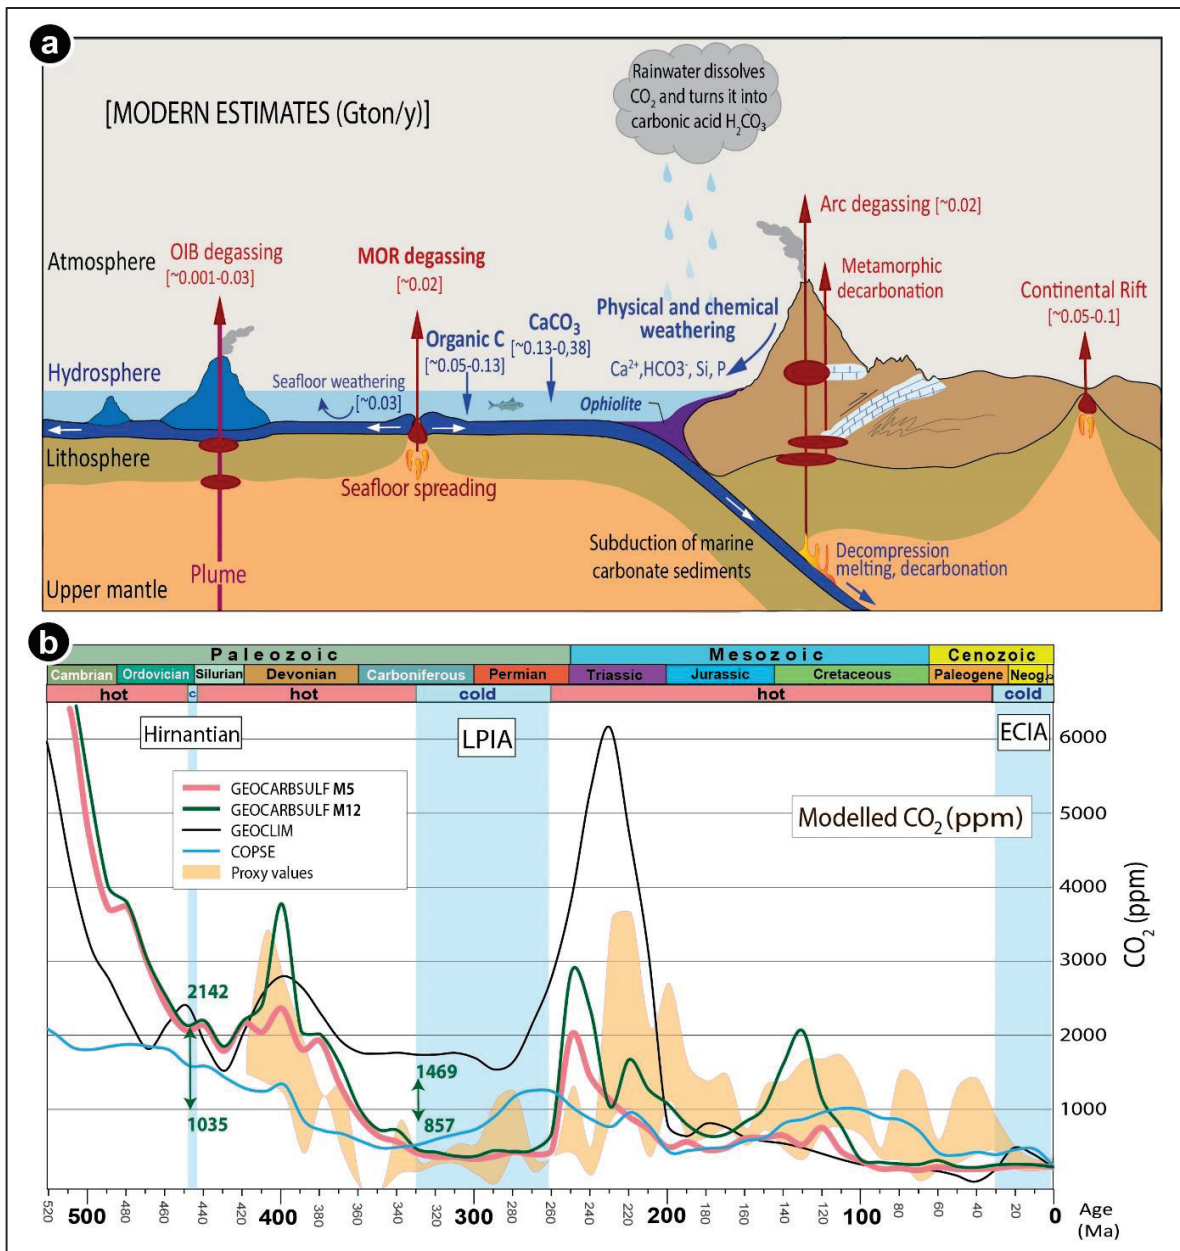 a
[MODERN ESTIMATES (Gton/y)]
Rainwater dissolves
CO₂ and turns it into
carbonic acid H₂CO₃
Arc degassing [~0.02]
Atmosphere
OIB degassing
[~0.001-0.03]
MOR degassing
[~0.02]
Metamorphic
decarbonation
Continental Rift
[~0.05-0.1]
Physical and chemical
weathering
CaCO₃
[~0.13-0,38]
Organic C
[~0.05-0.13]
Ca²⁺,HCO3⁻, Si, P
Hydrosphere
Seafloor weathering
[~0.03]
Ophiolite
Lithosphere
Seafloor spreading
Subduction of marine
carbonate sediments
Decompression
melting, decarbonation
Plume
Upper mantle
b
Paleozoic Mesozoic Cenozoic
Cambrian Ordovician Silurian Devonian Carboniferous Permian Triassic Jurassic Cretaceous Paleogene Neog.
hot c hot cold hot cold
Hirnantian LPIA ECIA
GEOCARBSULF M5
GEOCARBSULF M12
GEOCLIM
COPSE
Proxy values
Modelled CO₂ (ppm)
6000
5000
4000
3000
2000
1000
CO₂ (ppm)
2142
1035
1469
857
520 500 480 460 440 420 400 380 360 340 320 300 280 260 240 220 200 180 160 140 120 100 80 60 40 20 0
Age
(Ma)